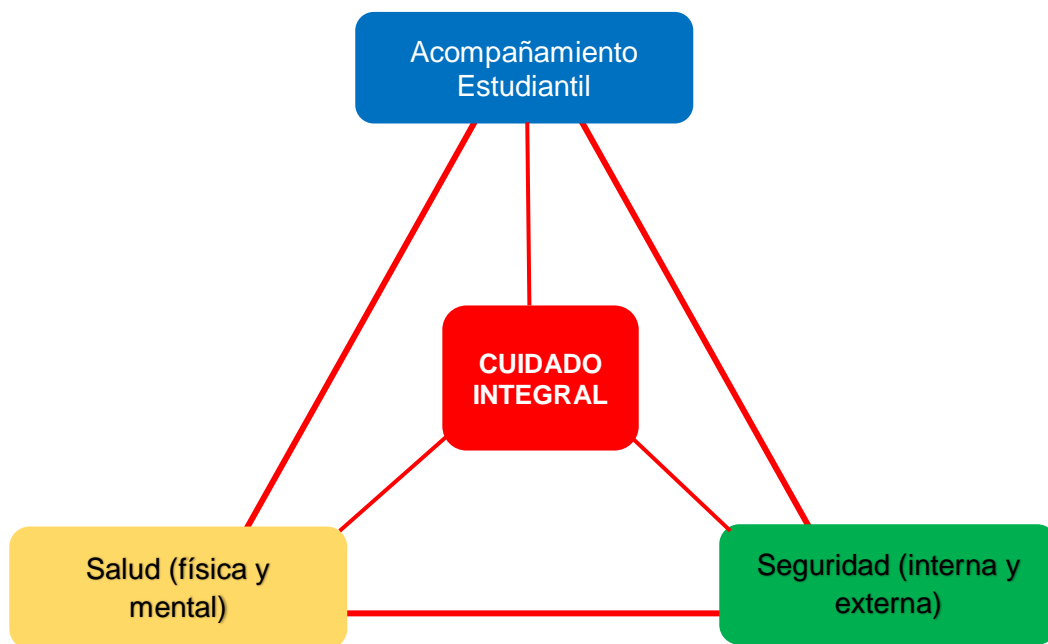 Acompañamiento
Estudiantil
CUIDADO
INTEGRAL
Salud (física y
mental)
Seguridad (interna y
externa)